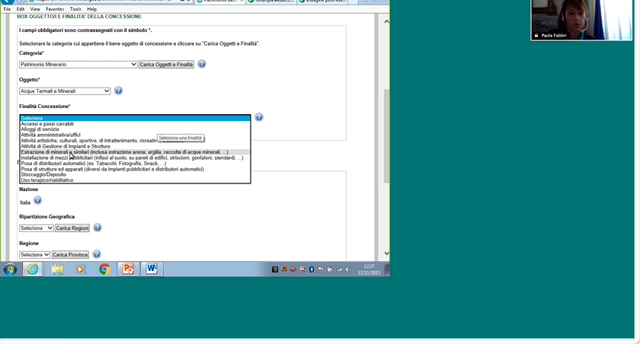 File Edit View Favorites Tools Help
BOX OGGETTO/I E FINALITA' DELLA CONCESSIONE
I campi obbligatori sono contrassegnati con il simbolo *.
Selezionare la categoria cui appartiene il bene oggetto di concessione e cliccare su "Carica Oggetti e Finalità".
Categoria*
Patrimonio Minerario
Carica Oggetti e Finalità
Oggetto*
Acque Termali e Minerali
Finalità Concessione*
Seleziona
Accessi e passi carrabili
Alloggi di servizio
Attività amministrativa/uffici
Attività artistiche, culturali, sportive, di intrattenimento,
Seleziona una finalità
Attività di Gestione di Impianti e Strutture
Estrazione di minerali e similari (inclusa estrazione arena, argilla, raccolta di acque minerali, ...)
Installazione di mezzi pubblicitari (infissi al suolo, su pareti di edifici, striscioni, gonfaloni, stendardi, ...)
Posa di distributori automatici (es. Tabacchi, Fotografia, Snack, ...)
Posa di strutture ed apparati (diversi da impianti pubblicitari e distributori automatici)
Stoccaggio/Deposito
Uso terapico/riabilitativo
Nazione
Italia
Ripartizione Geografica
Seleziona
Carica Regioni
Regione
Seleziona
Carica Province
12:37
12/11/2015
Paola Fabbri